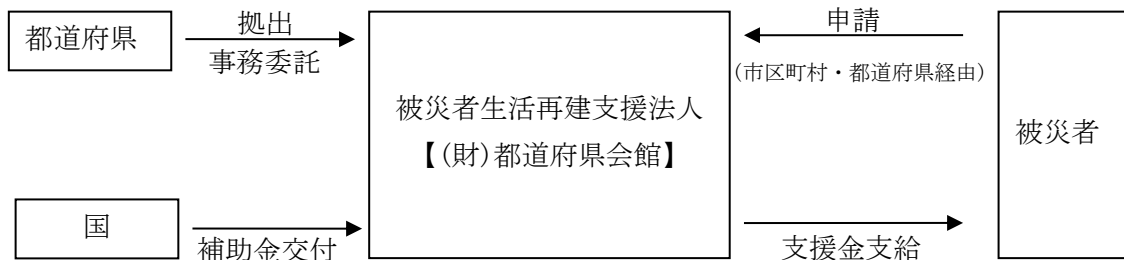 都道府県
拠出
事務委託
被災者生活再建支援法人
【(財)都道府県会館】
申請
(市区町村・都道府県経由)
被災者
国
補助金交付
支援金支給